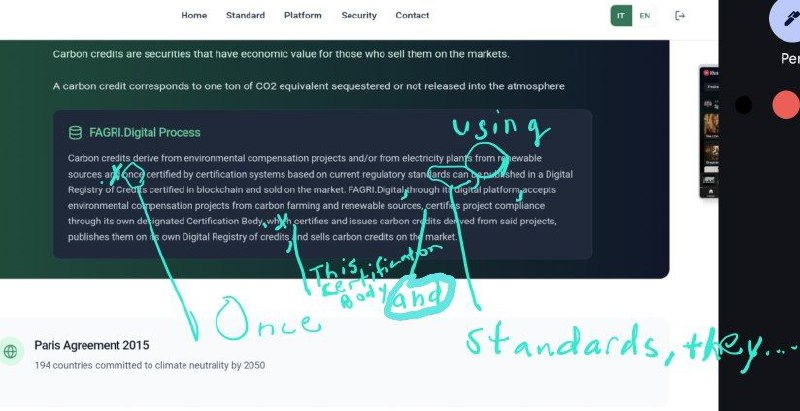 Home Standard Platform Security Contact IT EN
Carbon credits are securities that have economic value for those who sell them on the markets.
Per
A carbon credit corresponds to one ton of CO2 equivalent sequestered or not released into the atmosphere
using
FAGRI.Digital Process
Carbon credits derive from environmental compensation projects and/or from electricity plants from renewable
sources and once certified by certification systems based on current regulatory standards can be published in a Digital
Registry of Credits certified in blockchain and sold on the market. FAGRI.Digital, through its digital platform, accepts
environmental compensation projects from carbon farming and renewable sources, certifies project compliance
through its own designated Certification Body, which certifies and issues carbon credits derived from said projects,
publishes them on its own Digital Registry of credits and sells carbon credits on the market.
This
Certification
Body and
Once
standards, they...
Paris Agreement 2015
194 countries committed to climate neutrality by 2050